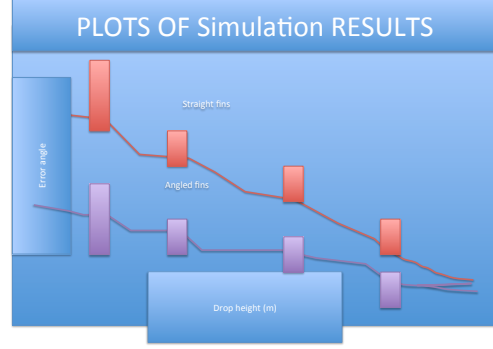 PLOTS OF Simulation RESULTS
Straight fins
Error angle
Angled fins
Drop height (m)